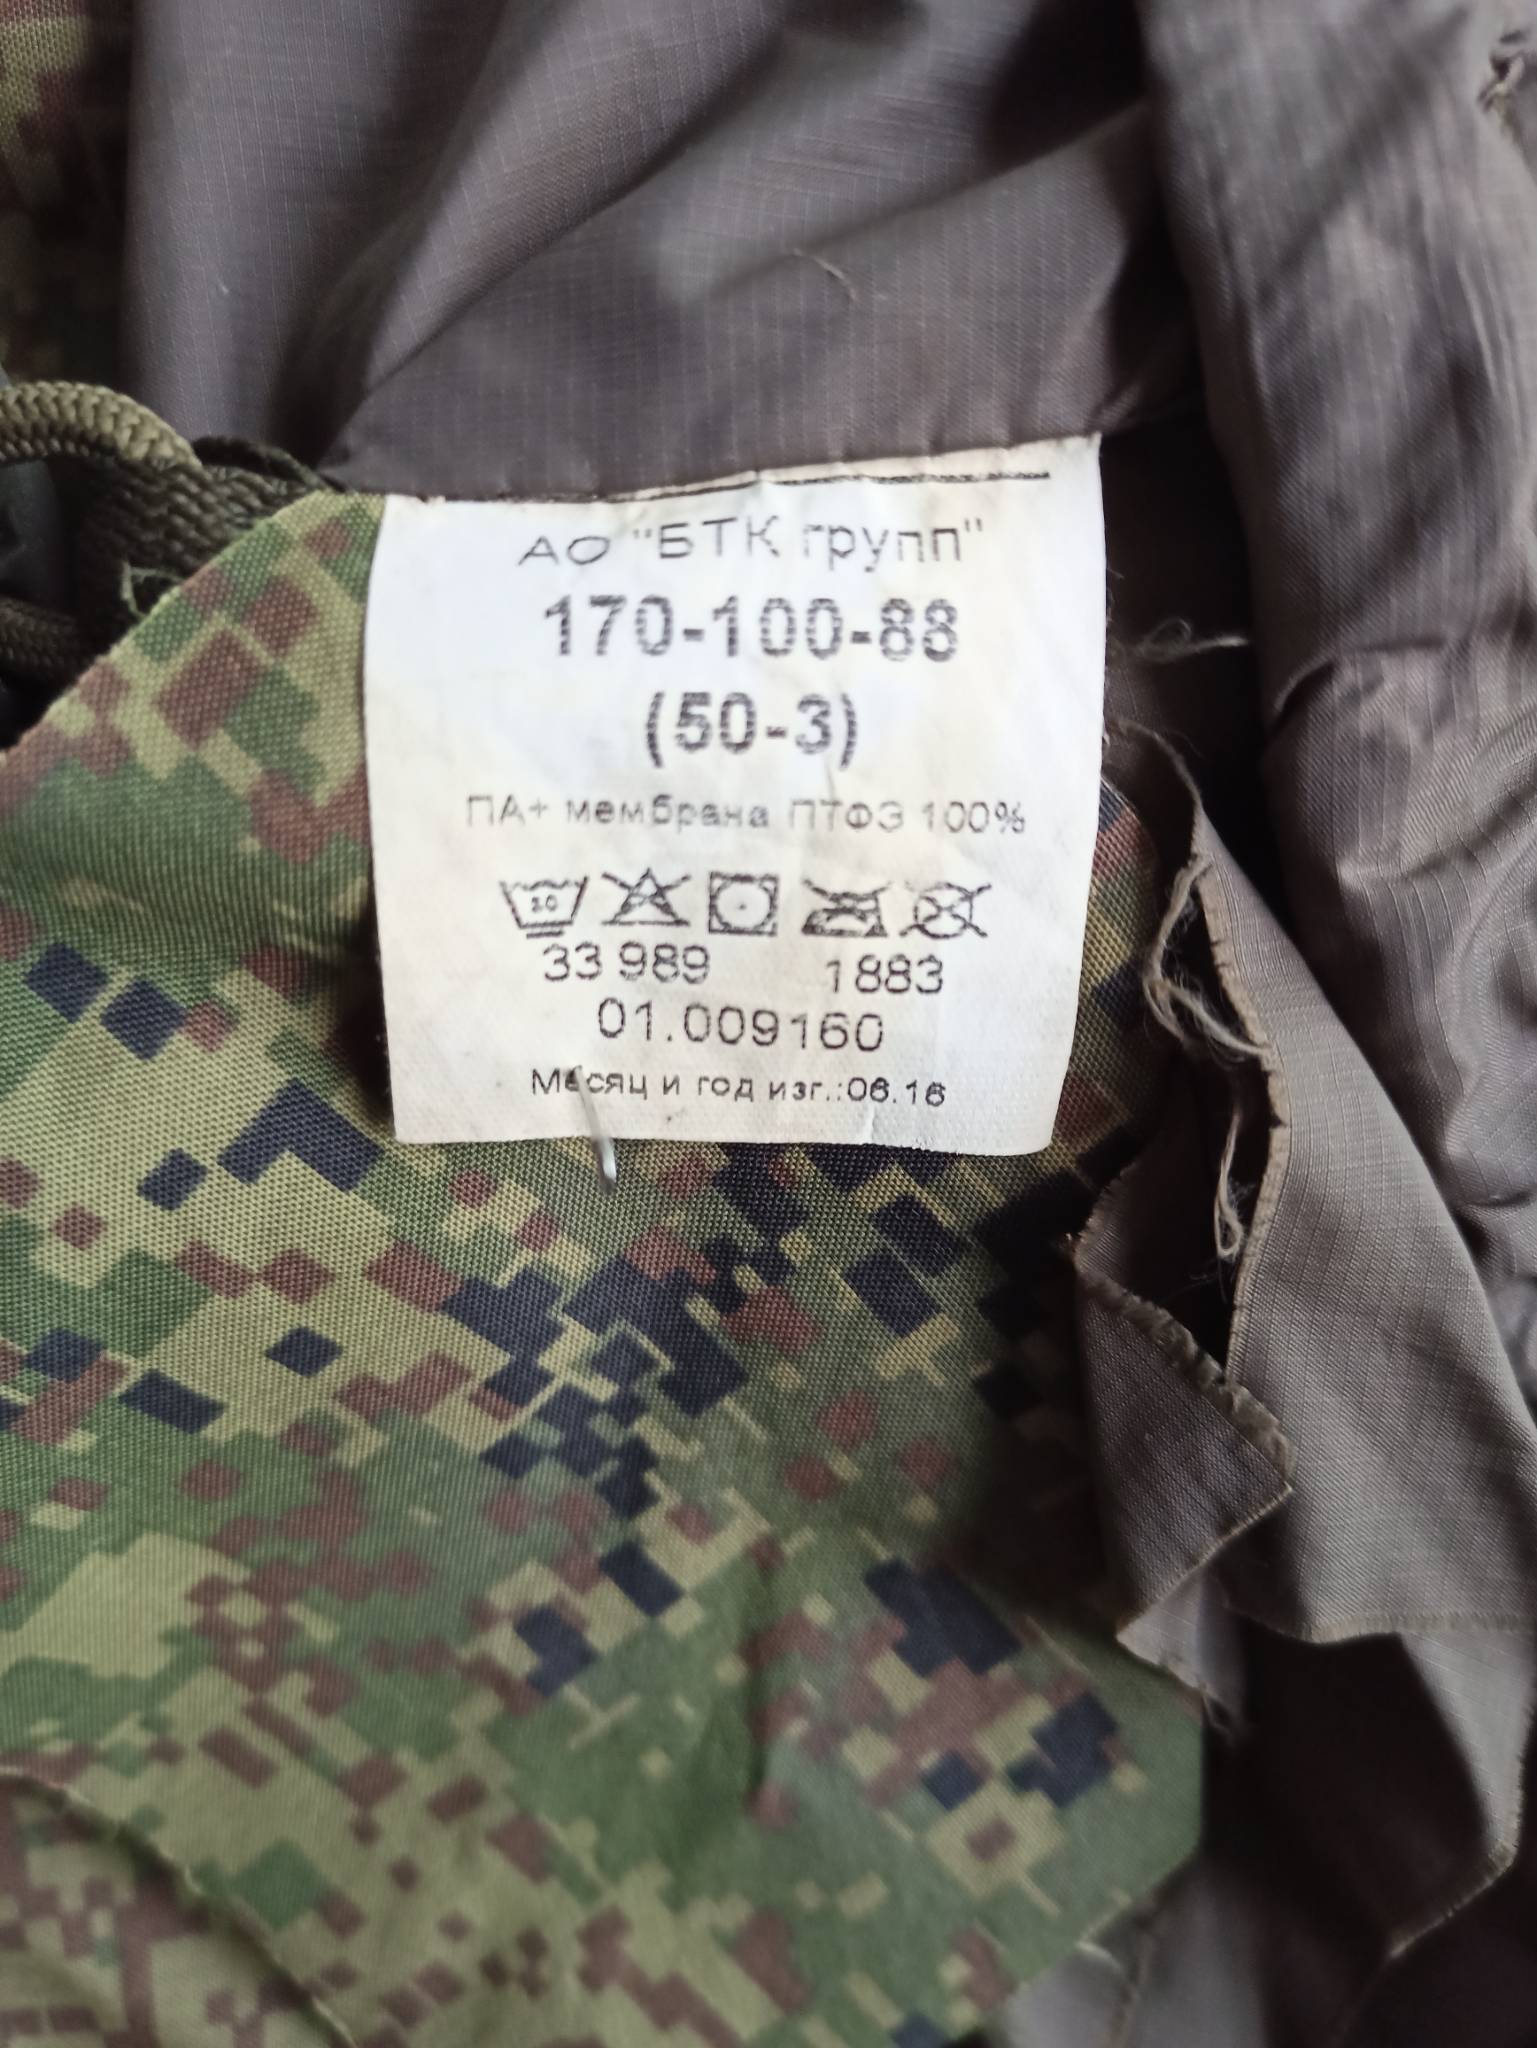 АО "БТК групп"
170-100-88
(50-3)
ПА+ мембрана ПТФЭ 100%
30
33 989 1883
01.009160
Месяц и год изг.:06.16